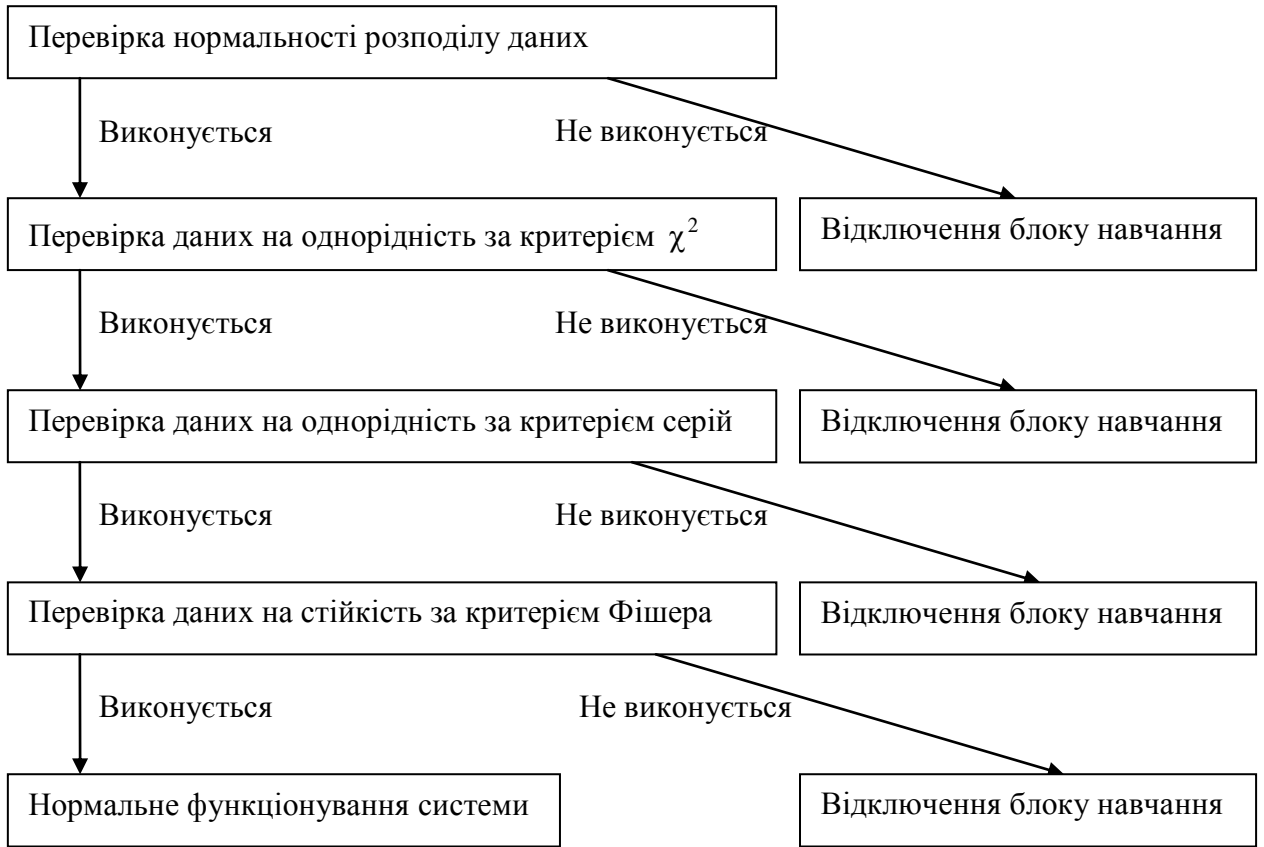 Перевірка нормальності розподілу даних
Виконується
Не виконується
Перевірка даних на однорідність за критерієм χ²
Відключення блоку навчання
Виконується
Не виконується
Перевірка даних на однорідність за критерієм серій
Відключення блоку навчання
Виконується
Не виконується
Перевірка даних на стійкість за критерієм Фішера
Відключення блоку навчання
Виконується
Не виконується
Нормальне функціонування системи
Відключення блоку навчання